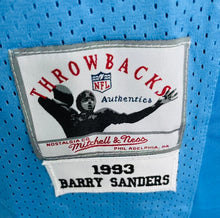 THROWBACKS
NFL
Authentics
NOSTALGIA CO.
Mitchell & Ness
PHILADELPHIA, PA
1993
BARRY SANDERS